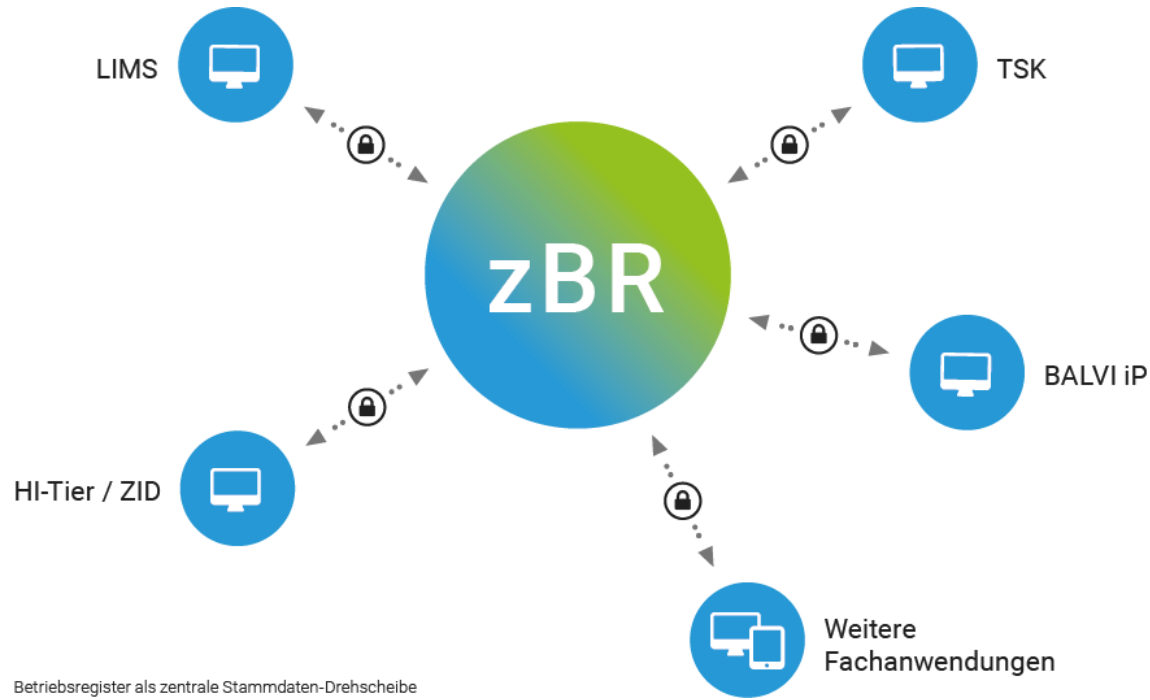 LIMS
TSK
zBR
BALVI iP
HI-Tier / ZID
Weitere
Fachanwendungen
Betriebsregister als zentrale Stammdaten-Drehscheibe